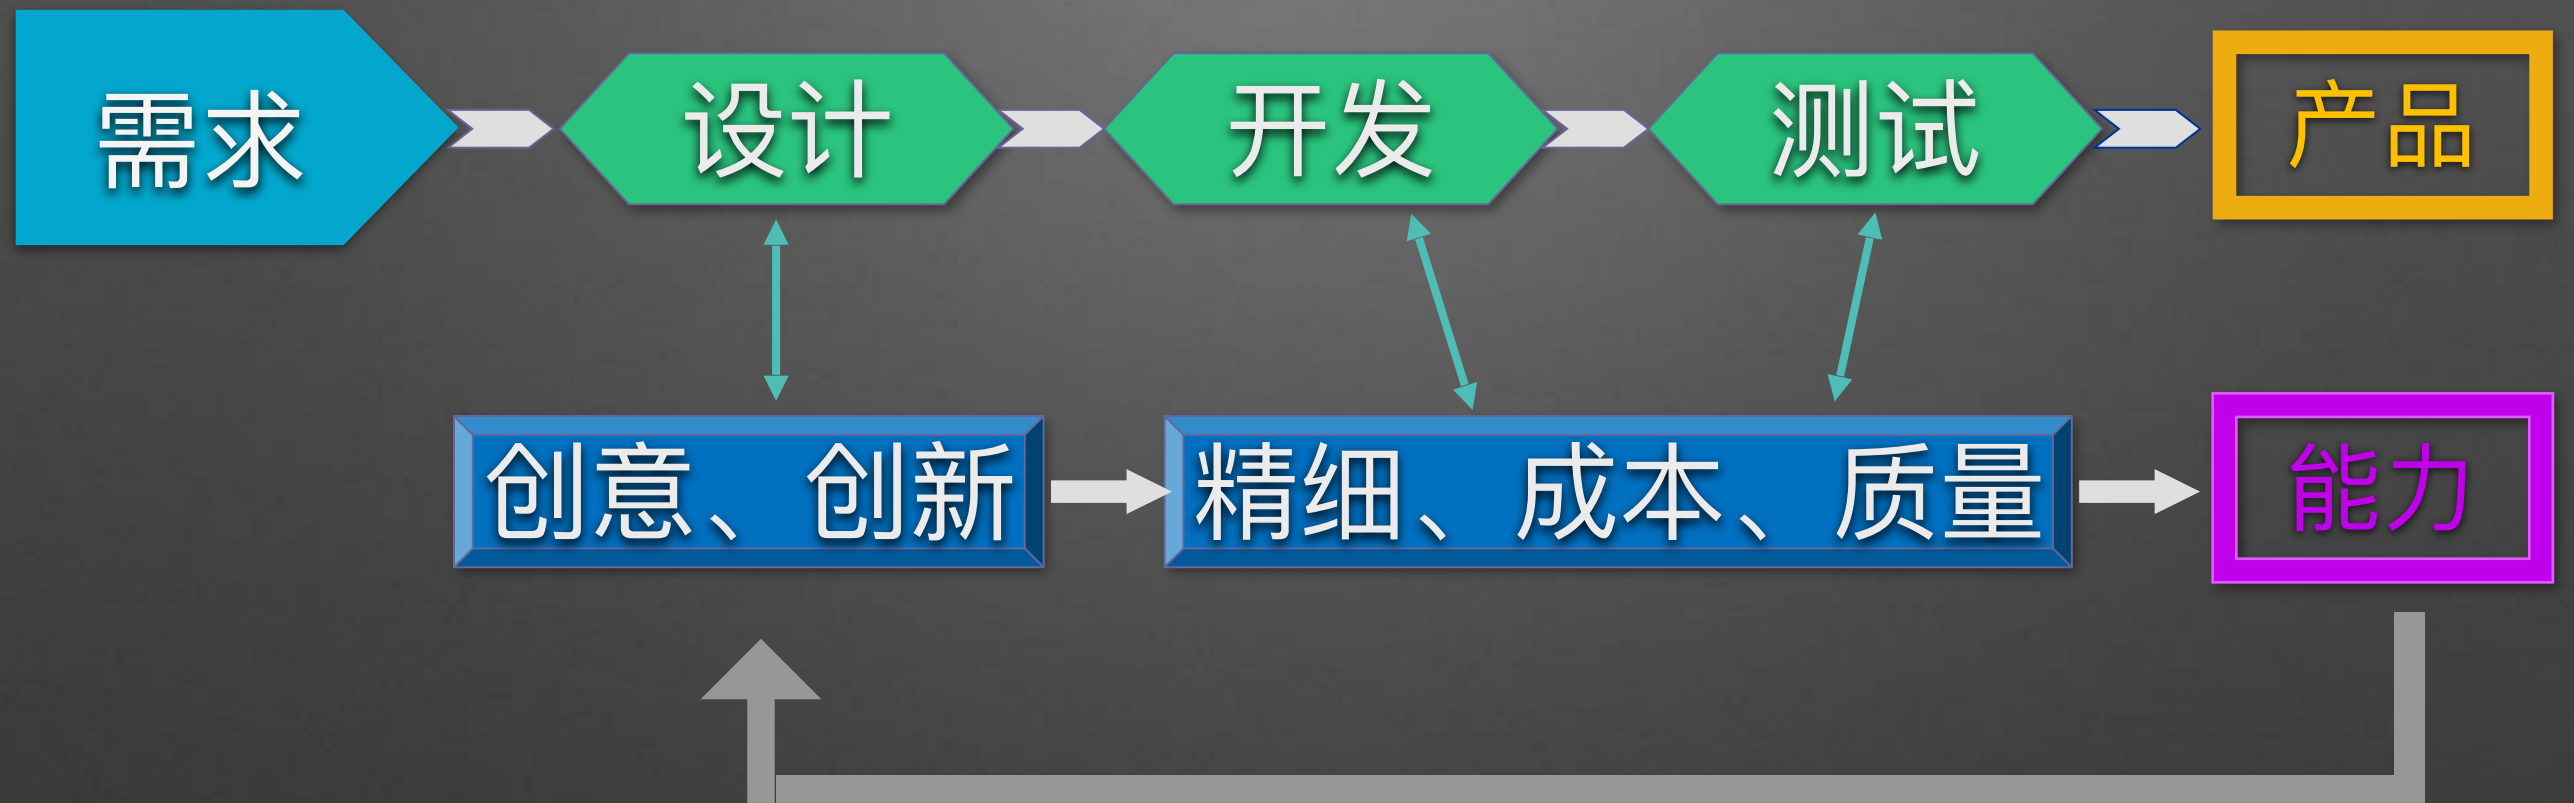 需求
设计
开发
测试
产品
创意、创新
精细、成本、质量
能力